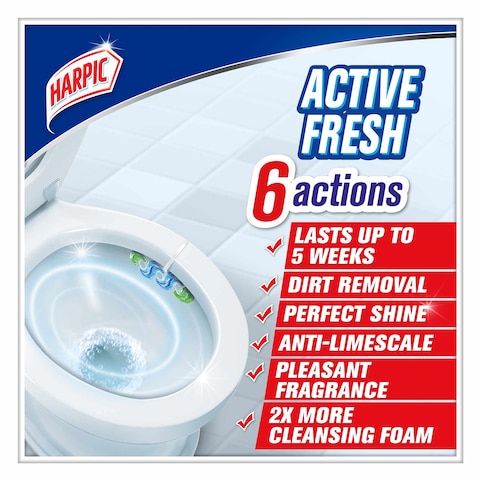 HARPIC
ACTIVE
FRESH
6 actions
LASTS UP TO
5 WEEKS
DIRT REMOVAL
PERFECT SHINE
ANTI-LIMESCALE
PLEASANT
FRAGRANCE
2X MORE
CLEANSING FOAM